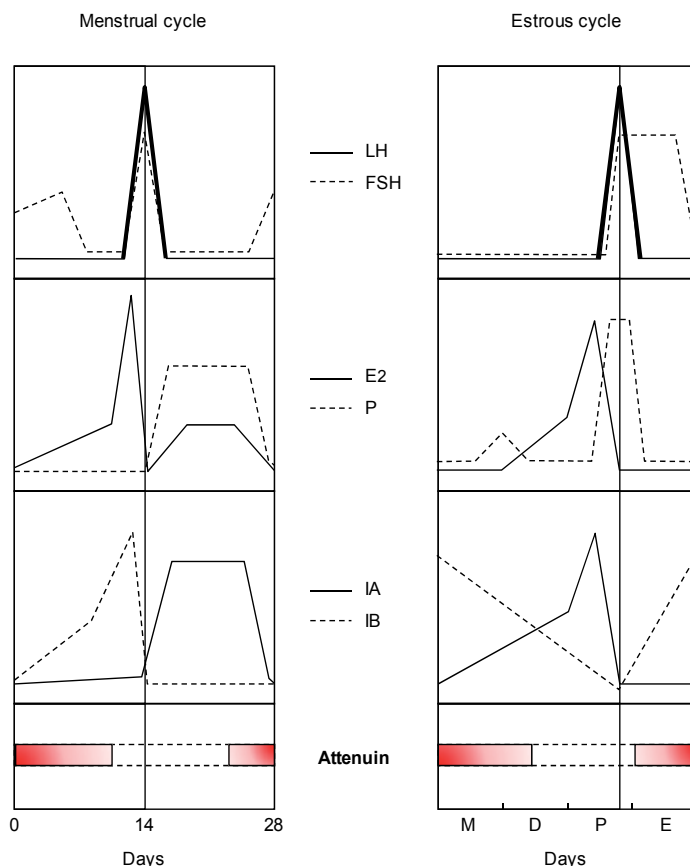 Menstrual cycle
Estrous cycle
LH
FSH
E2
P
IA
IB
Attenuin
0 14 28
M D P E
Days
Days